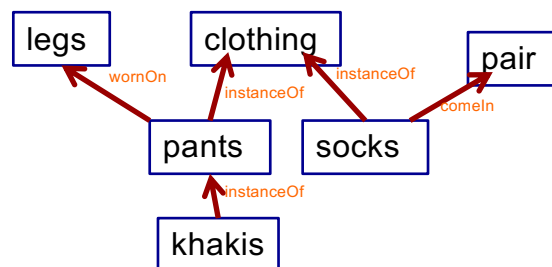 legs
clothing
pair
wornOn
instanceOf
instanceOf
comeIn
pants
socks
instanceOf
khakis